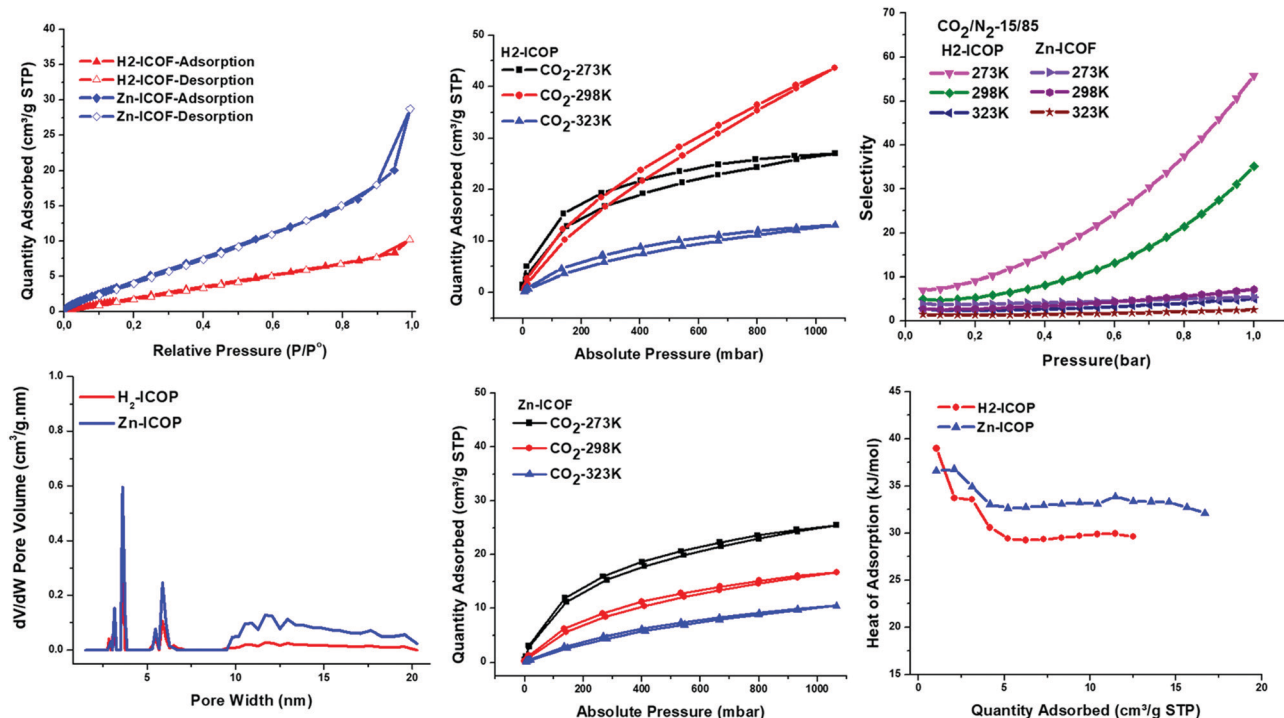 Quantity Adsorbed (cm³/g STP)
40
35
30
25
20
15
10
5
0
H2-ICOF-Adsorption
H2-ICOF-Desorption
Zn-ICOF-Adsorption
Zn-ICOF-Desorption
0,0 0,2 0,4 0,6 0,8 1,0
Relative Pressure (P/P°)
Quantity Adsorbed (cm³/g STP)
50
40
30
20
10
0
H2-ICOP
CO2-273K
CO2-298K
CO2-323K
0 200 400 600 800 1000
Absolute Pressure (mbar)
Selectivity
70
60
50
40
30
20
10
0
CO2/N2-15/85
H2-ICOP Zn-ICOF
273K 273K
298K 298K
323K 323K
0,0 0,2 0,4 0,6 0,8 1,0
Pressure(bar)
dV/dW Pore Volume (cm³/g.nm)
1.0
0.8
0.6
0.4
0.2
0.0
H2-ICOP
Zn-ICOP
5 10 15 20
Pore Width (nm)
Quantity Adsorbed (cm³/g STP)
50
40
30
20
10
0
Zn-ICOF
CO2-273K
CO2-298K
CO2-323K
0 200 400 600 800 1000
Absolute Pressure (mbar)
Heat of Adsorption (kJ/mol)
45
40
35
30
25
20
15
H2-ICOP
Zn-ICOP
0 5 10 15 20
Quantity Adsorbed (cm³/g STP)